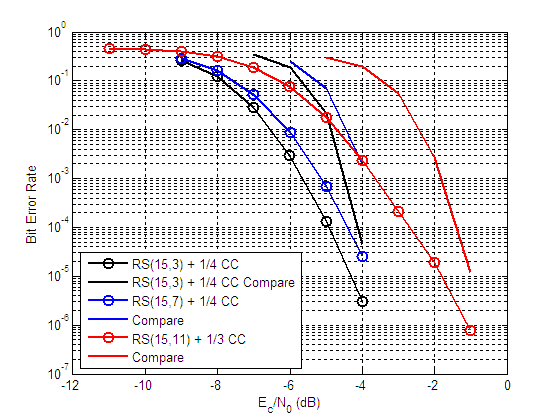 10^0
10^-1
10^-2
10^-3
10^-4
10^-5
10^-6
10^-7
Bit Error Rate
RS(15,3) + 1/4 CC
RS(15,3) + 1/4 CC Compare
RS(15,7) + 1/4 CC
Compare
RS(15,11) + 1/3 CC
Compare
-12 -10 -8 -6 -4 -2 0
E_c/N_0 (dB)